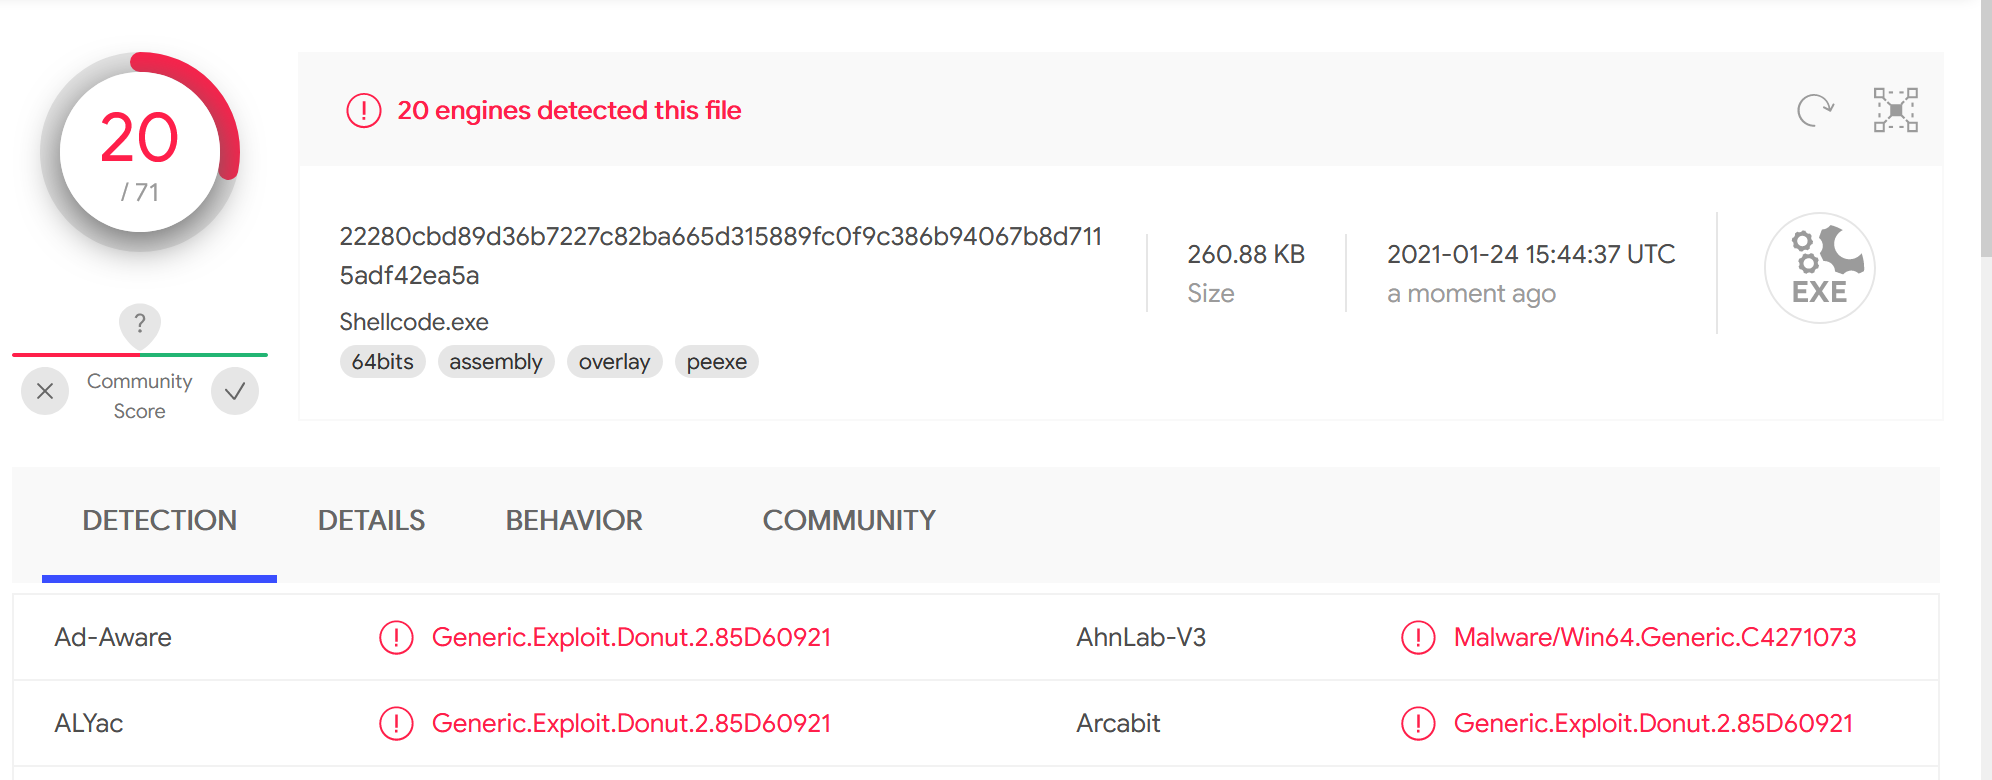 20
/ 71
?
Community
Score
20 engines detected this file
22280cbd89d36b7227c82ba665d315889fc0f9c386b94067b8d711
5adf42ea5a
Shellcode.exe
64bits assembly overlay peexe
260.88 KB
Size
2021-01-24 15:44:37 UTC
a moment ago
EXE
DETECTION DETAILS BEHAVIOR COMMUNITY
Ad-Aware Generic.Exploit.Donut.2.85D60921 AhnLab-V3 Malware/Win64.Generic.C4271073
ALYac Generic.Exploit.Donut.2.85D60921 Arcabit Generic.Exploit.Donut.2.85D60921